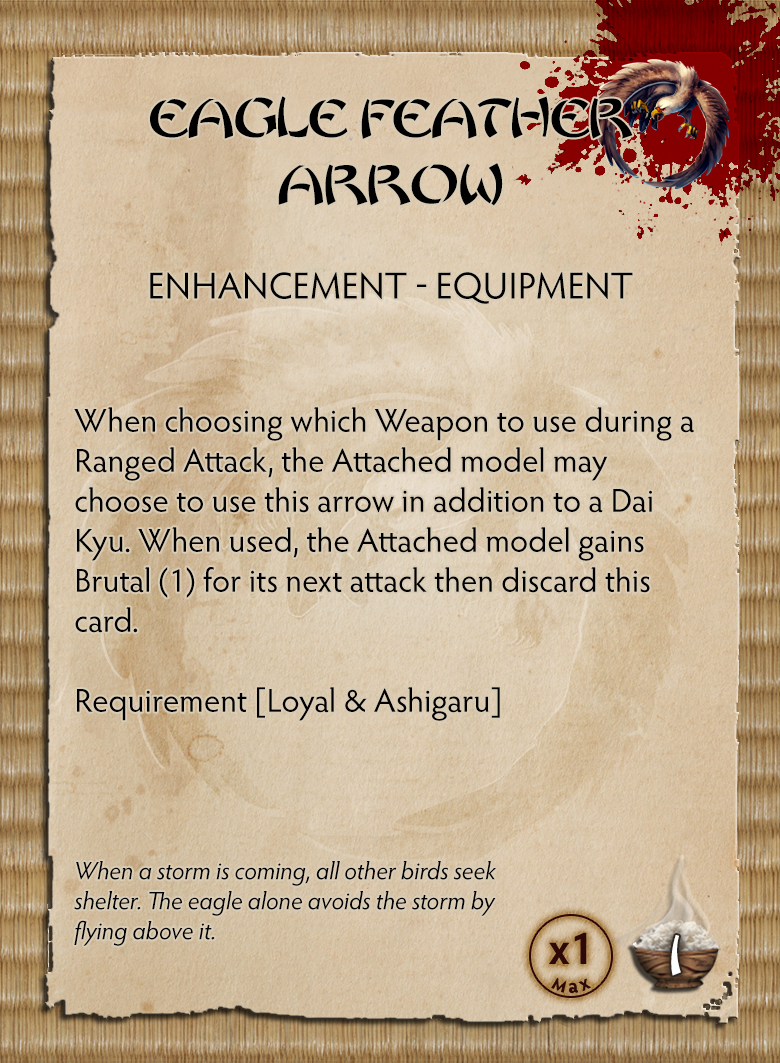 EAGLE FEATHER
ARROW
ENHANCEMENT - EQUIPMENT
When choosing which Weapon to use during a
Ranged Attack, the Attached model may
choose to use this arrow in addition to a Dai
Kyu. When used, the Attached model gains
Brutal (1) for its next attack then discard this
card.
Requirement [Loyal & Ashigaru]
When a storm is coming, all other birds seek
shelter. The eagle alone avoids the storm by
flying above it.
x1
Max
1